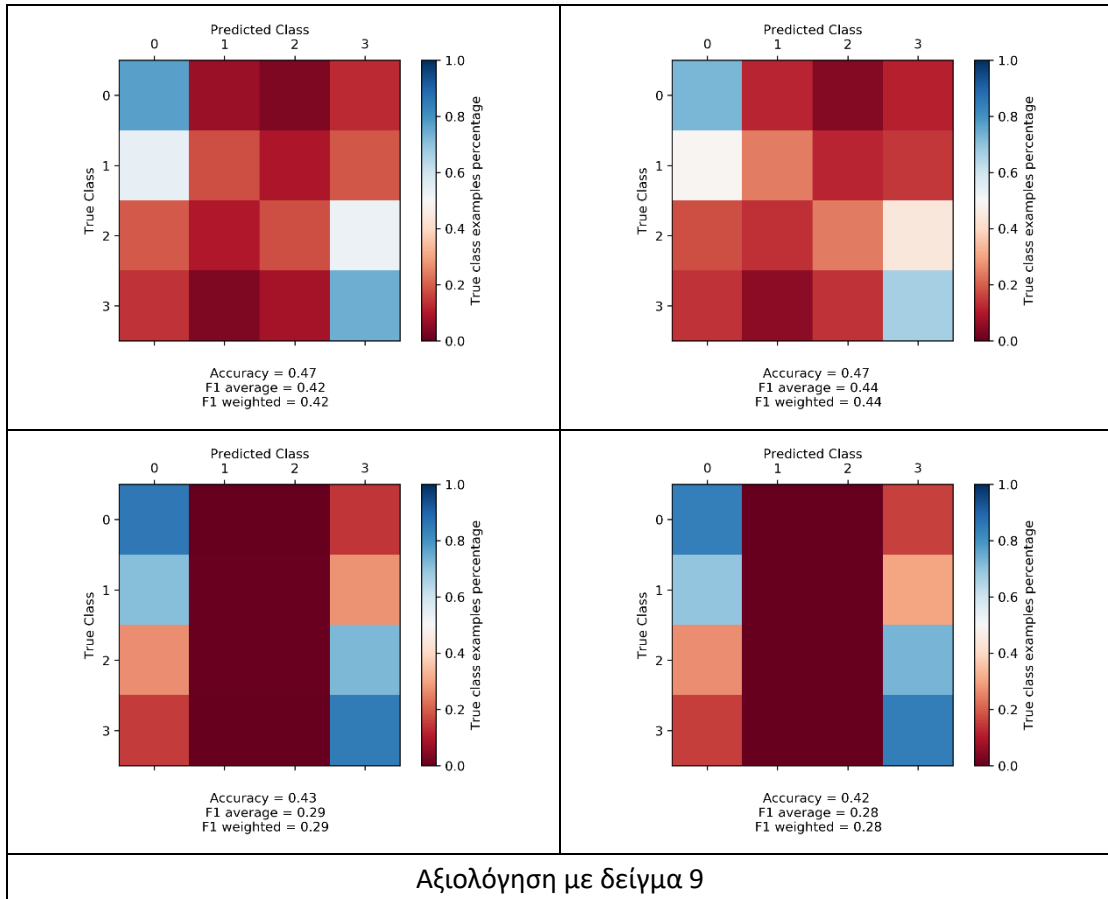 Predicted Class
0 1 2 3
True Class
0
1
2
3
1.0
0.8
0.6
0.4
0.2
0.0
True class examples percentage
Accuracy = 0.47
F1 average = 0.42
F1 weighted = 0.42
Predicted Class
0 1 2 3
True Class
0
1
2
3
1.0
0.8
0.6
0.4
0.2
0.0
True class examples percentage
Accuracy = 0.47
F1 average = 0.44
F1 weighted = 0.44
Predicted Class
0 1 2 3
True Class
0
1
2
3
1.0
0.8
0.6
0.4
0.2
0.0
True class examples percentage
Accuracy = 0.43
F1 average = 0.29
F1 weighted = 0.29
Predicted Class
0 1 2 3
True Class
0
1
2
3
1.0
0.8
0.6
0.4
0.2
0.0
True class examples percentage
Accuracy = 0.42
F1 average = 0.28
F1 weighted = 0.28
Αξιολόγηση με δείγμα 9